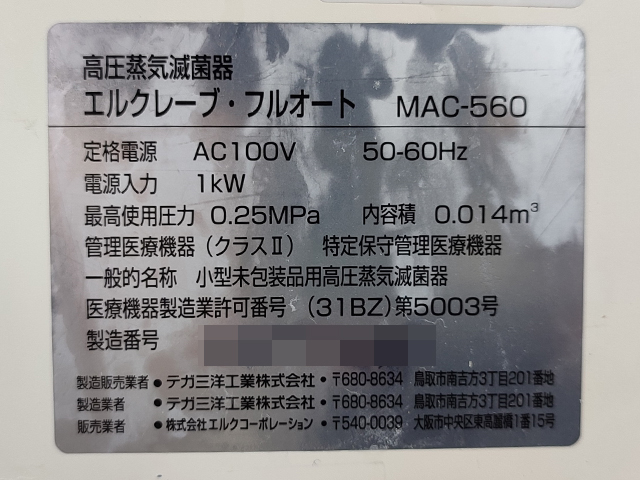 高圧蒸気滅菌器
エルクレーブ・フルオート MAC-560
定格電源 AC100V 50-60Hz
電源入力 1kW
最高使用圧力 0.25MPa 内容積 0.014m³
管理医療機器(クラスⅡ) 特定保守管理医療機器
一般的名称 小型未包装品用高圧蒸気滅菌器
医療機器製造業許可番号 (31BZ)第5003号
製造番号
製造販売業者 ●テガ三洋工業株式会社・〒680-8634 鳥取市南吉方3丁目201番地
製造業者 ●テガ三洋工業株式会社・〒680-8634 鳥取市南吉方3丁目201番地
販売業者 ●株式会社エルクコーポレーション・〒540-0039 大阪市中央区東高麗橋1番15号